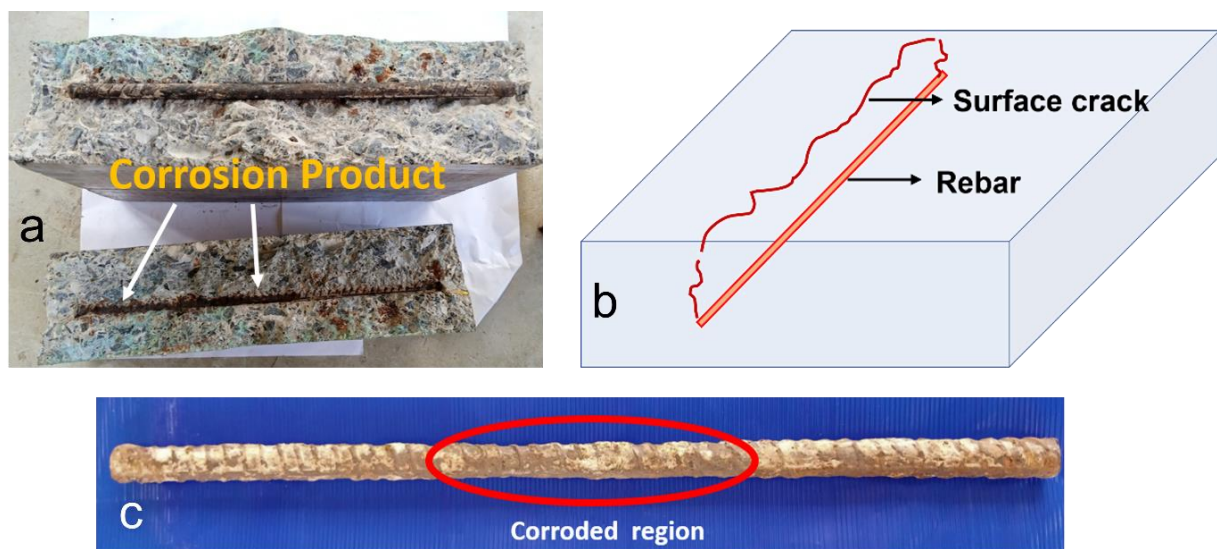 Corrosion Product
a
Surface crack
Rebar
b
c
Corroded region